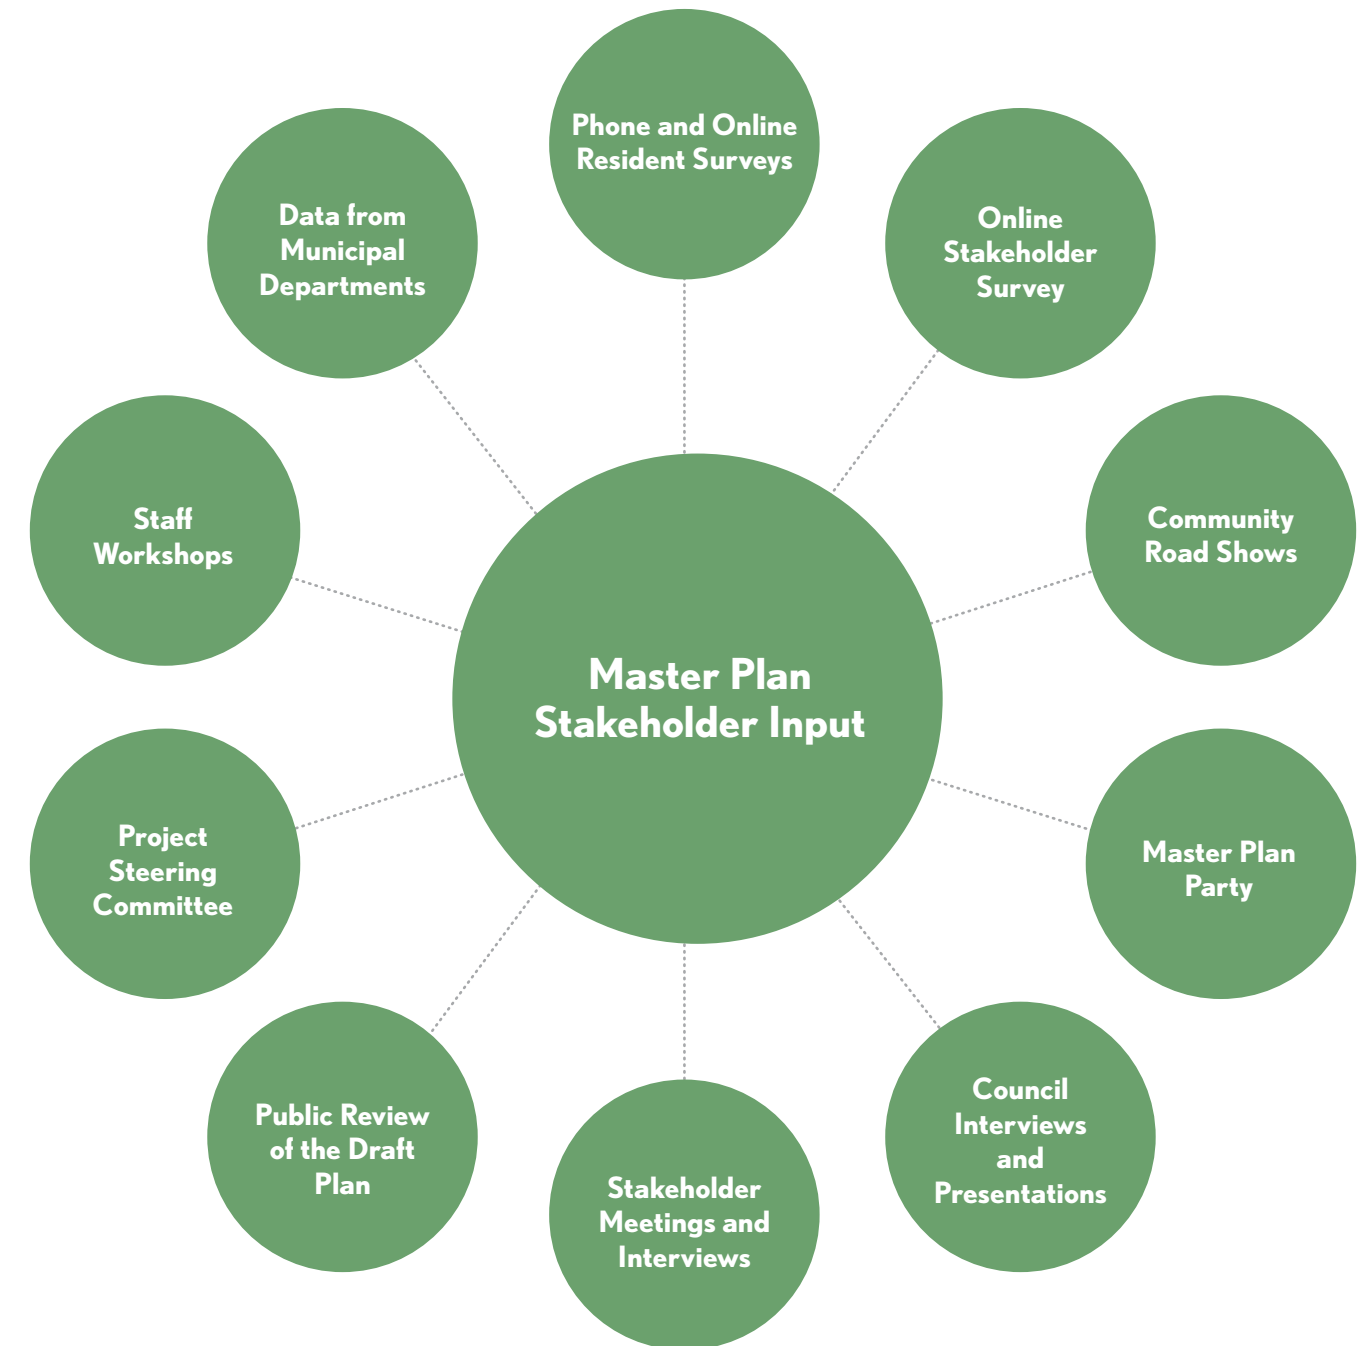 Phone and Online
Resident Surveys
Online
Stakeholder
Survey
Community
Road Shows
Master Plan
Party
Council
Interviews
and
Presentations
Stakeholder
Meetings and
Interviews
Public Review
of the Draft
Plan
Project
Steering
Committee
Staff
Workshops
Data from
Municipal
Departments
Master Plan
Stakeholder Input